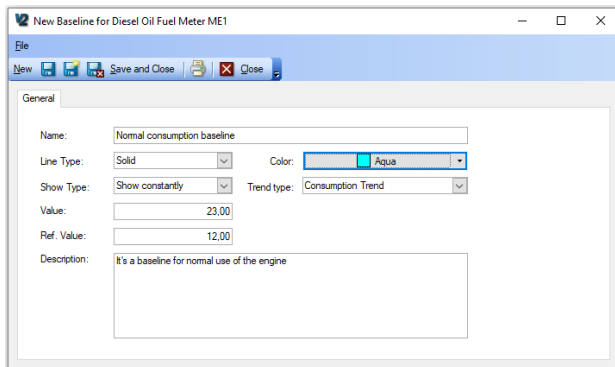 V2 New Baseline for Diesel Oil Fuel Meter ME1
File
New Save and Close Close
General
Name: Normal consumption baseline
Line Type: Solid Color: Aqua
Show Type: Show constantly Trend type: Consumption Trend
Value: 23,00
Ref. Value: 12,00
Description: It's a baseline for normal use of the engine